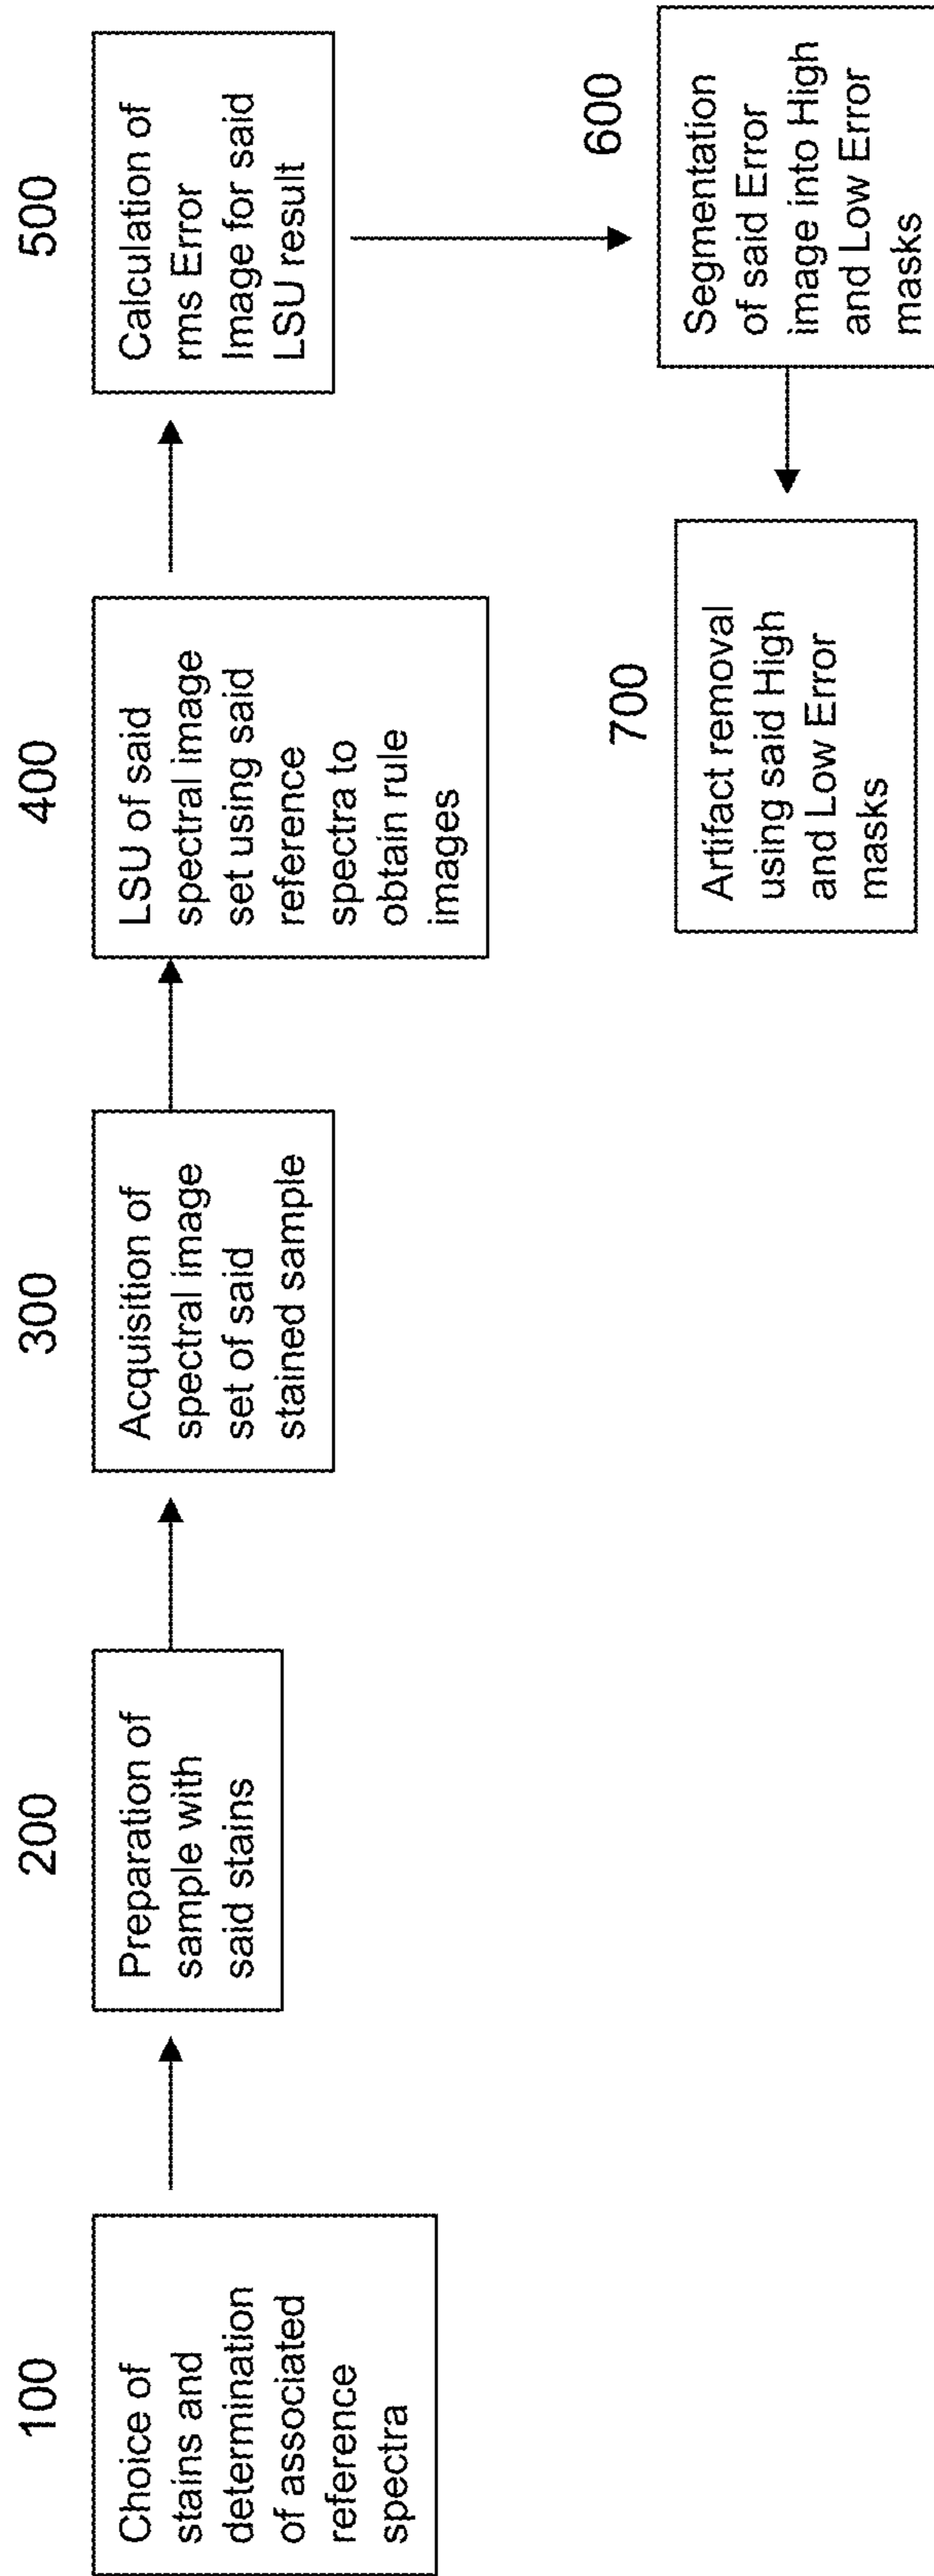 100
Choice of
stains and
determination
of associated
reference
spectra
200
Preparation of
sample with
said stains
300
Acquisition of
spectral image
set of said
stained sample
400
LSU of said
spectral image
set using said
reference
spectra to
obtain rule
images
500
Calculation of
rms Error
Image for said
LSU result
600
Segmentation
of said Error
image into High
and Low Error
masks
700
Artifact removal
using said High
and Low Error
masks